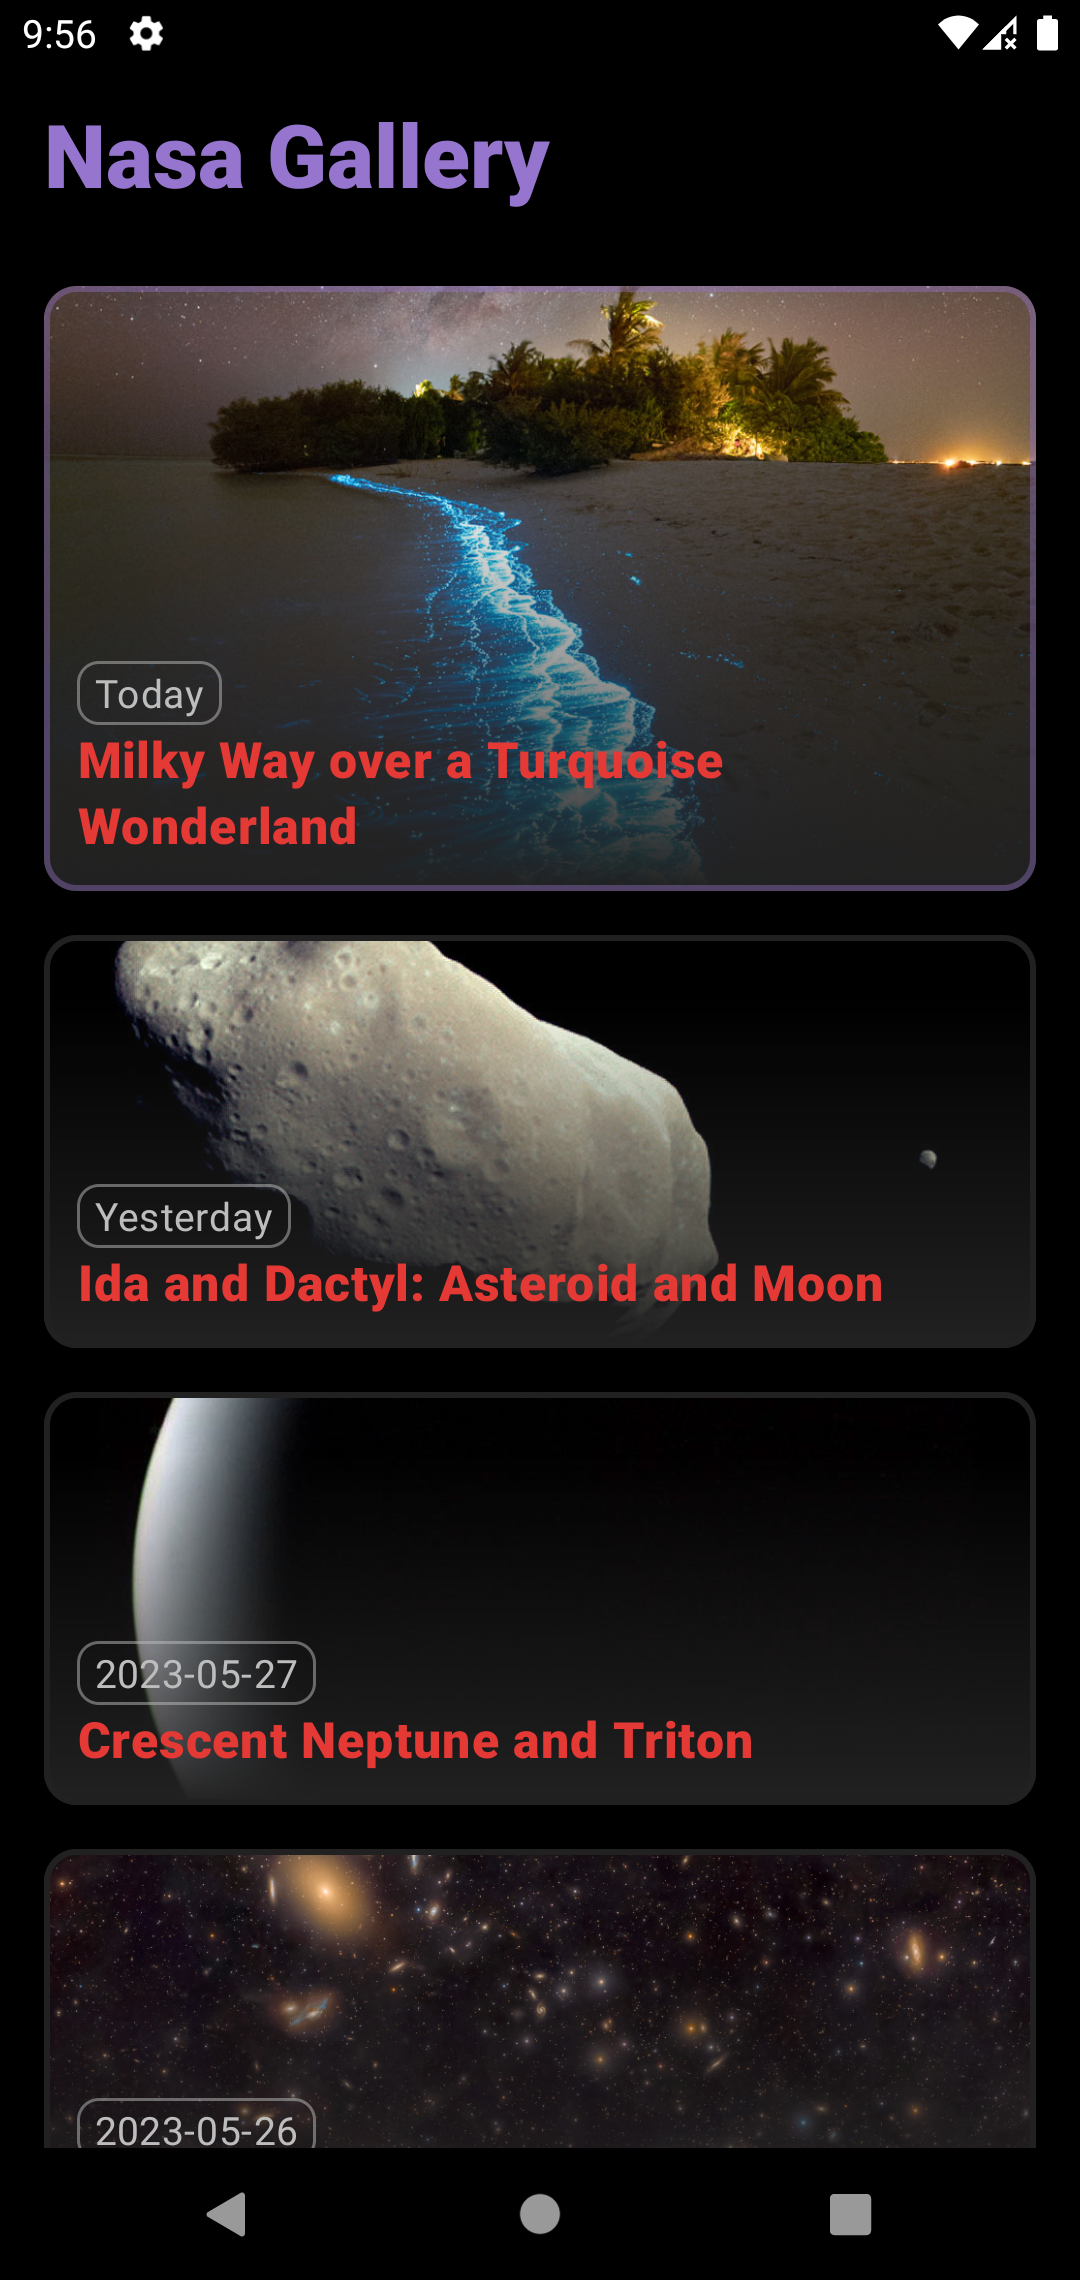 9:56
Nasa Gallery
Today
Milky Way over a Turquoise
Wonderland
Yesterday
Ida and Dactyl: Asteroid and Moon
2023-05-27
Crescent Neptune and Triton
2023-05-26